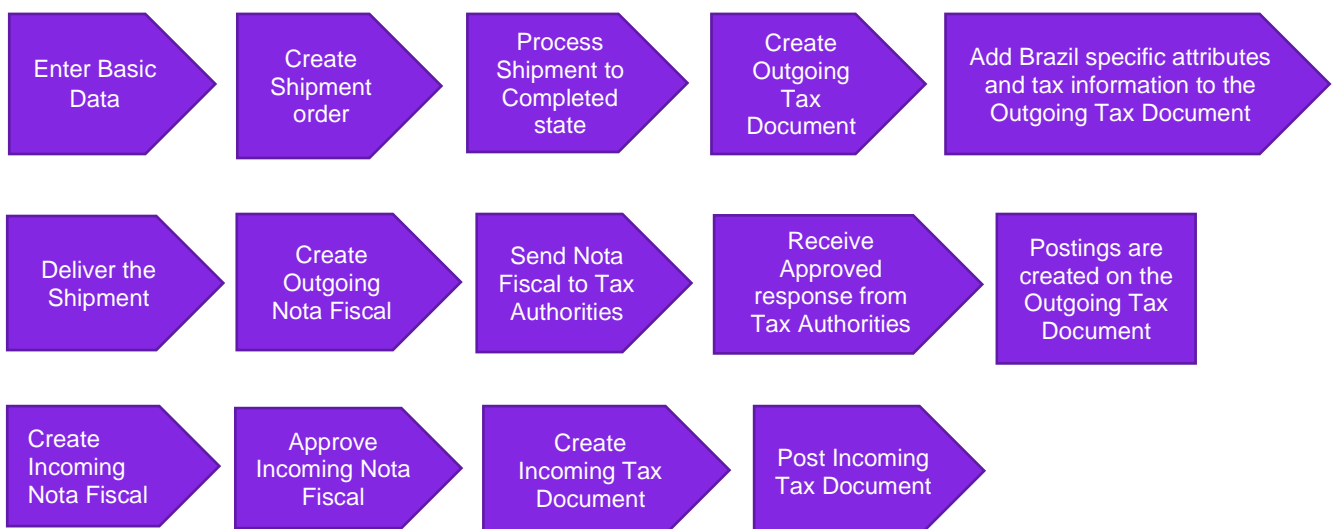 Enter Basic
Data
Create
Shipment
order
Process
Shipment to
Completed
state
Create
Outgoing
Tax
Document
Add Brazil specific attributes
and tax information to the
Outgoing Tax Document
Deliver the
Shipment
Create
Outgoing
Nota Fiscal
Send Nota
Fiscal to Tax
Authorities
Receive
Approved
response from
Tax Authorities
Postings are
created on the
Outgoing Tax
Document
Create
Incoming
Nota Fiscal
Approve
Incoming Nota
Fiscal
Create
Incoming Tax
Document
Post Incoming
Tax Document